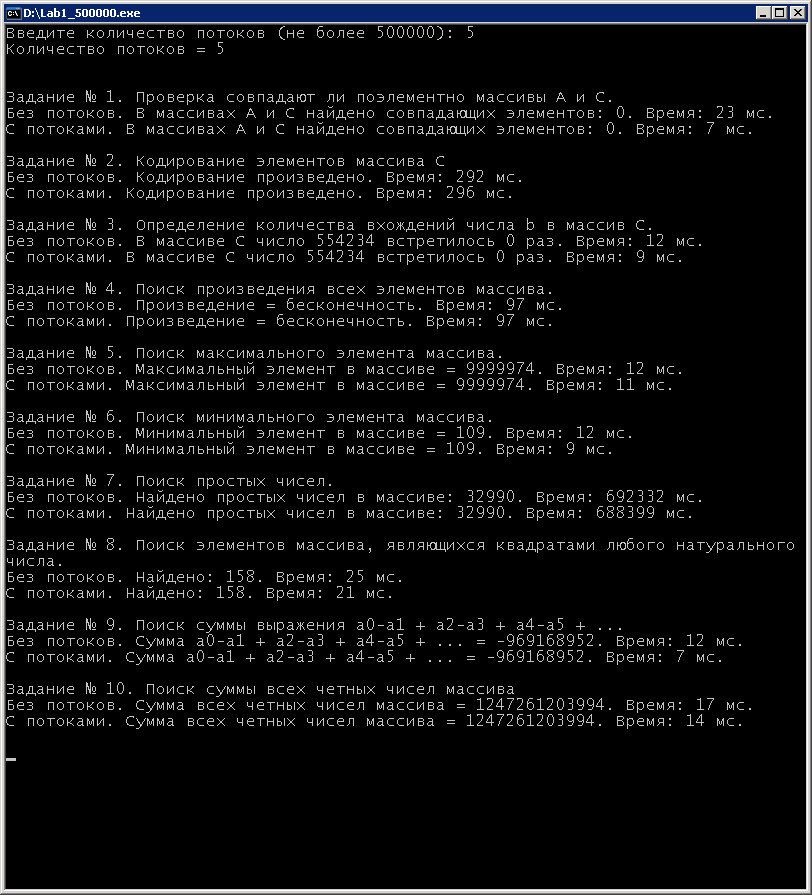 D:\Lab1_500000.exe
Введите количество потоков (не более 500000): 5
Количество потоков = 5
Задание № 1. Проверка совпадают ли поэлементно массивы А и С.
Без потоков. В массивах А и С найдено совпадающих элементов: 0. Время: 23 мс.
С потоками. В массивах А и С найдено совпадающих элементов: 0. Время: 7 мс.
Задание № 2. Кодирование элементов массива С
Без потоков. Кодирование произведено. Время: 292 мс.
С потоками. Кодирование произведено. Время: 296 мс.
Задание № 3. Определение количества вхождений числа b в массив С.
Без потоков. В массиве С число 554234 встретилось 0 раз. Время: 12 мс.
С потоками. В массиве С число 554234 встретилось 0 раз. Время: 9 мс.
Задание № 4. Поиск произведения всех элементов массива.
Без потоков. Произведение = бесконечность. Время: 97 мс.
С потоками. Произведение = бесконечность. Время: 97 мс.
Задание № 5. Поиск максимального элемента массива.
Без потоков. Максимальный элемент в массиве = 9999974. Время: 12 мс.
С потоками. Максимальный элемент в массиве = 9999974. Время: 11 мс.
Задание № 6. Поиск минимального элемента массива.
Без потоков. Минимальный элемент в массиве = 109. Время: 12 мс.
С потоками. Минимальный элемент в массиве = 109. Время: 9 мс.
Задание № 7. Поиск простых чисел.
Без потоков. Найдено простых чисел в массиве: 32990. Время: 692332 мс.
С потоками. Найдено простых чисел в массиве: 32990. Время: 688399 мс.
Задание № 8. Поиск элементов массива, являющихся квадратами любого натурального
числа.
Без потоков. Найдено: 158. Время: 25 мс.
С потоками. Найдено: 158. Время: 21 мс.
Задание № 9. Поиск суммы выражения a0-a1 + a2-a3 + a4-a5 + ...
Без потоков. Сумма a0-a1 + a2-a3 + a4-a5 + ... = -969168952. Время: 12 мс.
С потоками. Сумма a0-a1 + a2-a3 + a4-a5 + ... = -969168952. Время: 7 мс.
Задание № 10. Поиск суммы всех четных чисел массива
Без потоков. Сумма всех четных чисел массива = 1247261203994. Время: 17 мс.
С потоками. Сумма всех четных чисел массива = 1247261203994. Время: 14 мс.